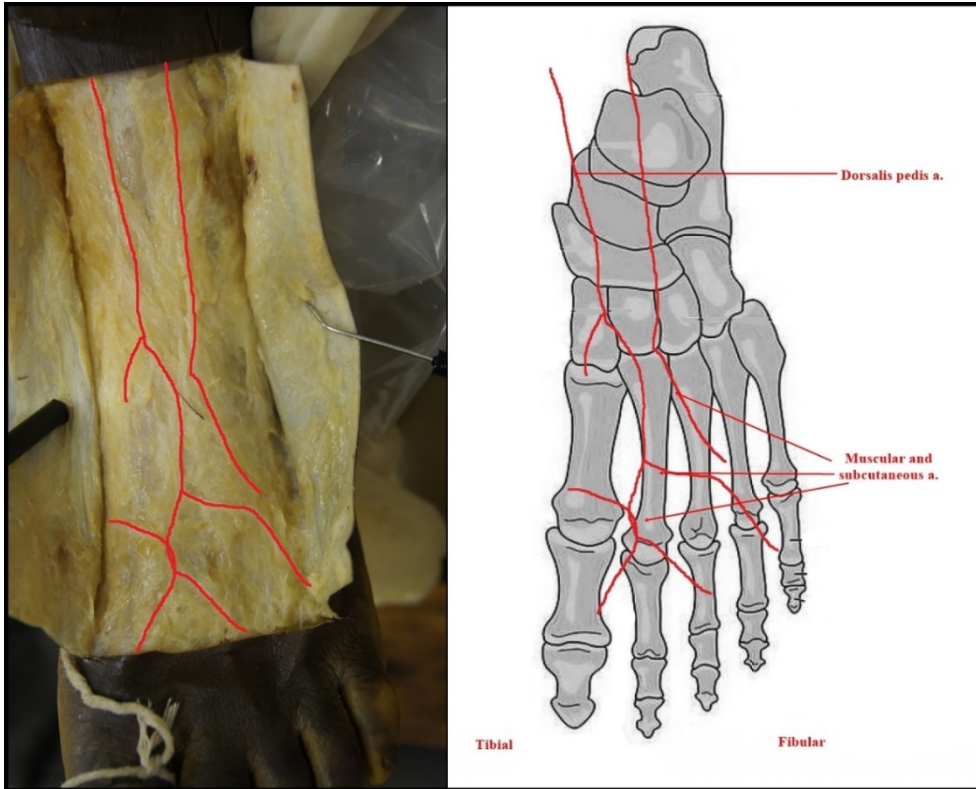 Dorsalis pedis a.
Muscular and
subcutaneous a.
Tibial
Fibular